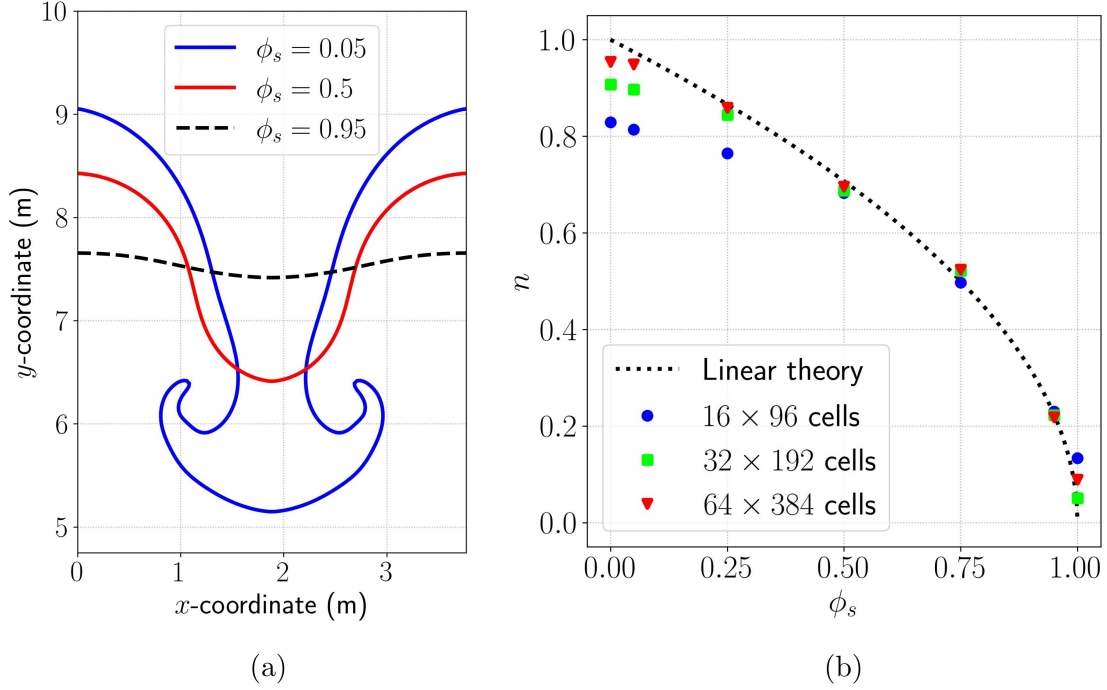 10
9
8
7
6
5
y-coordinate (m)
ϕₛ = 0.05
ϕₛ = 0.5
ϕₛ = 0.95
0 1 2 3
x-coordinate (m)
(a)
1.0
0.8
0.6
0.4
0.2
0.0
n
Linear theory
16 × 96 cells
32 × 192 cells
64 × 384 cells
0.00 0.25 0.50 0.75 1.00
ϕₛ
(b)